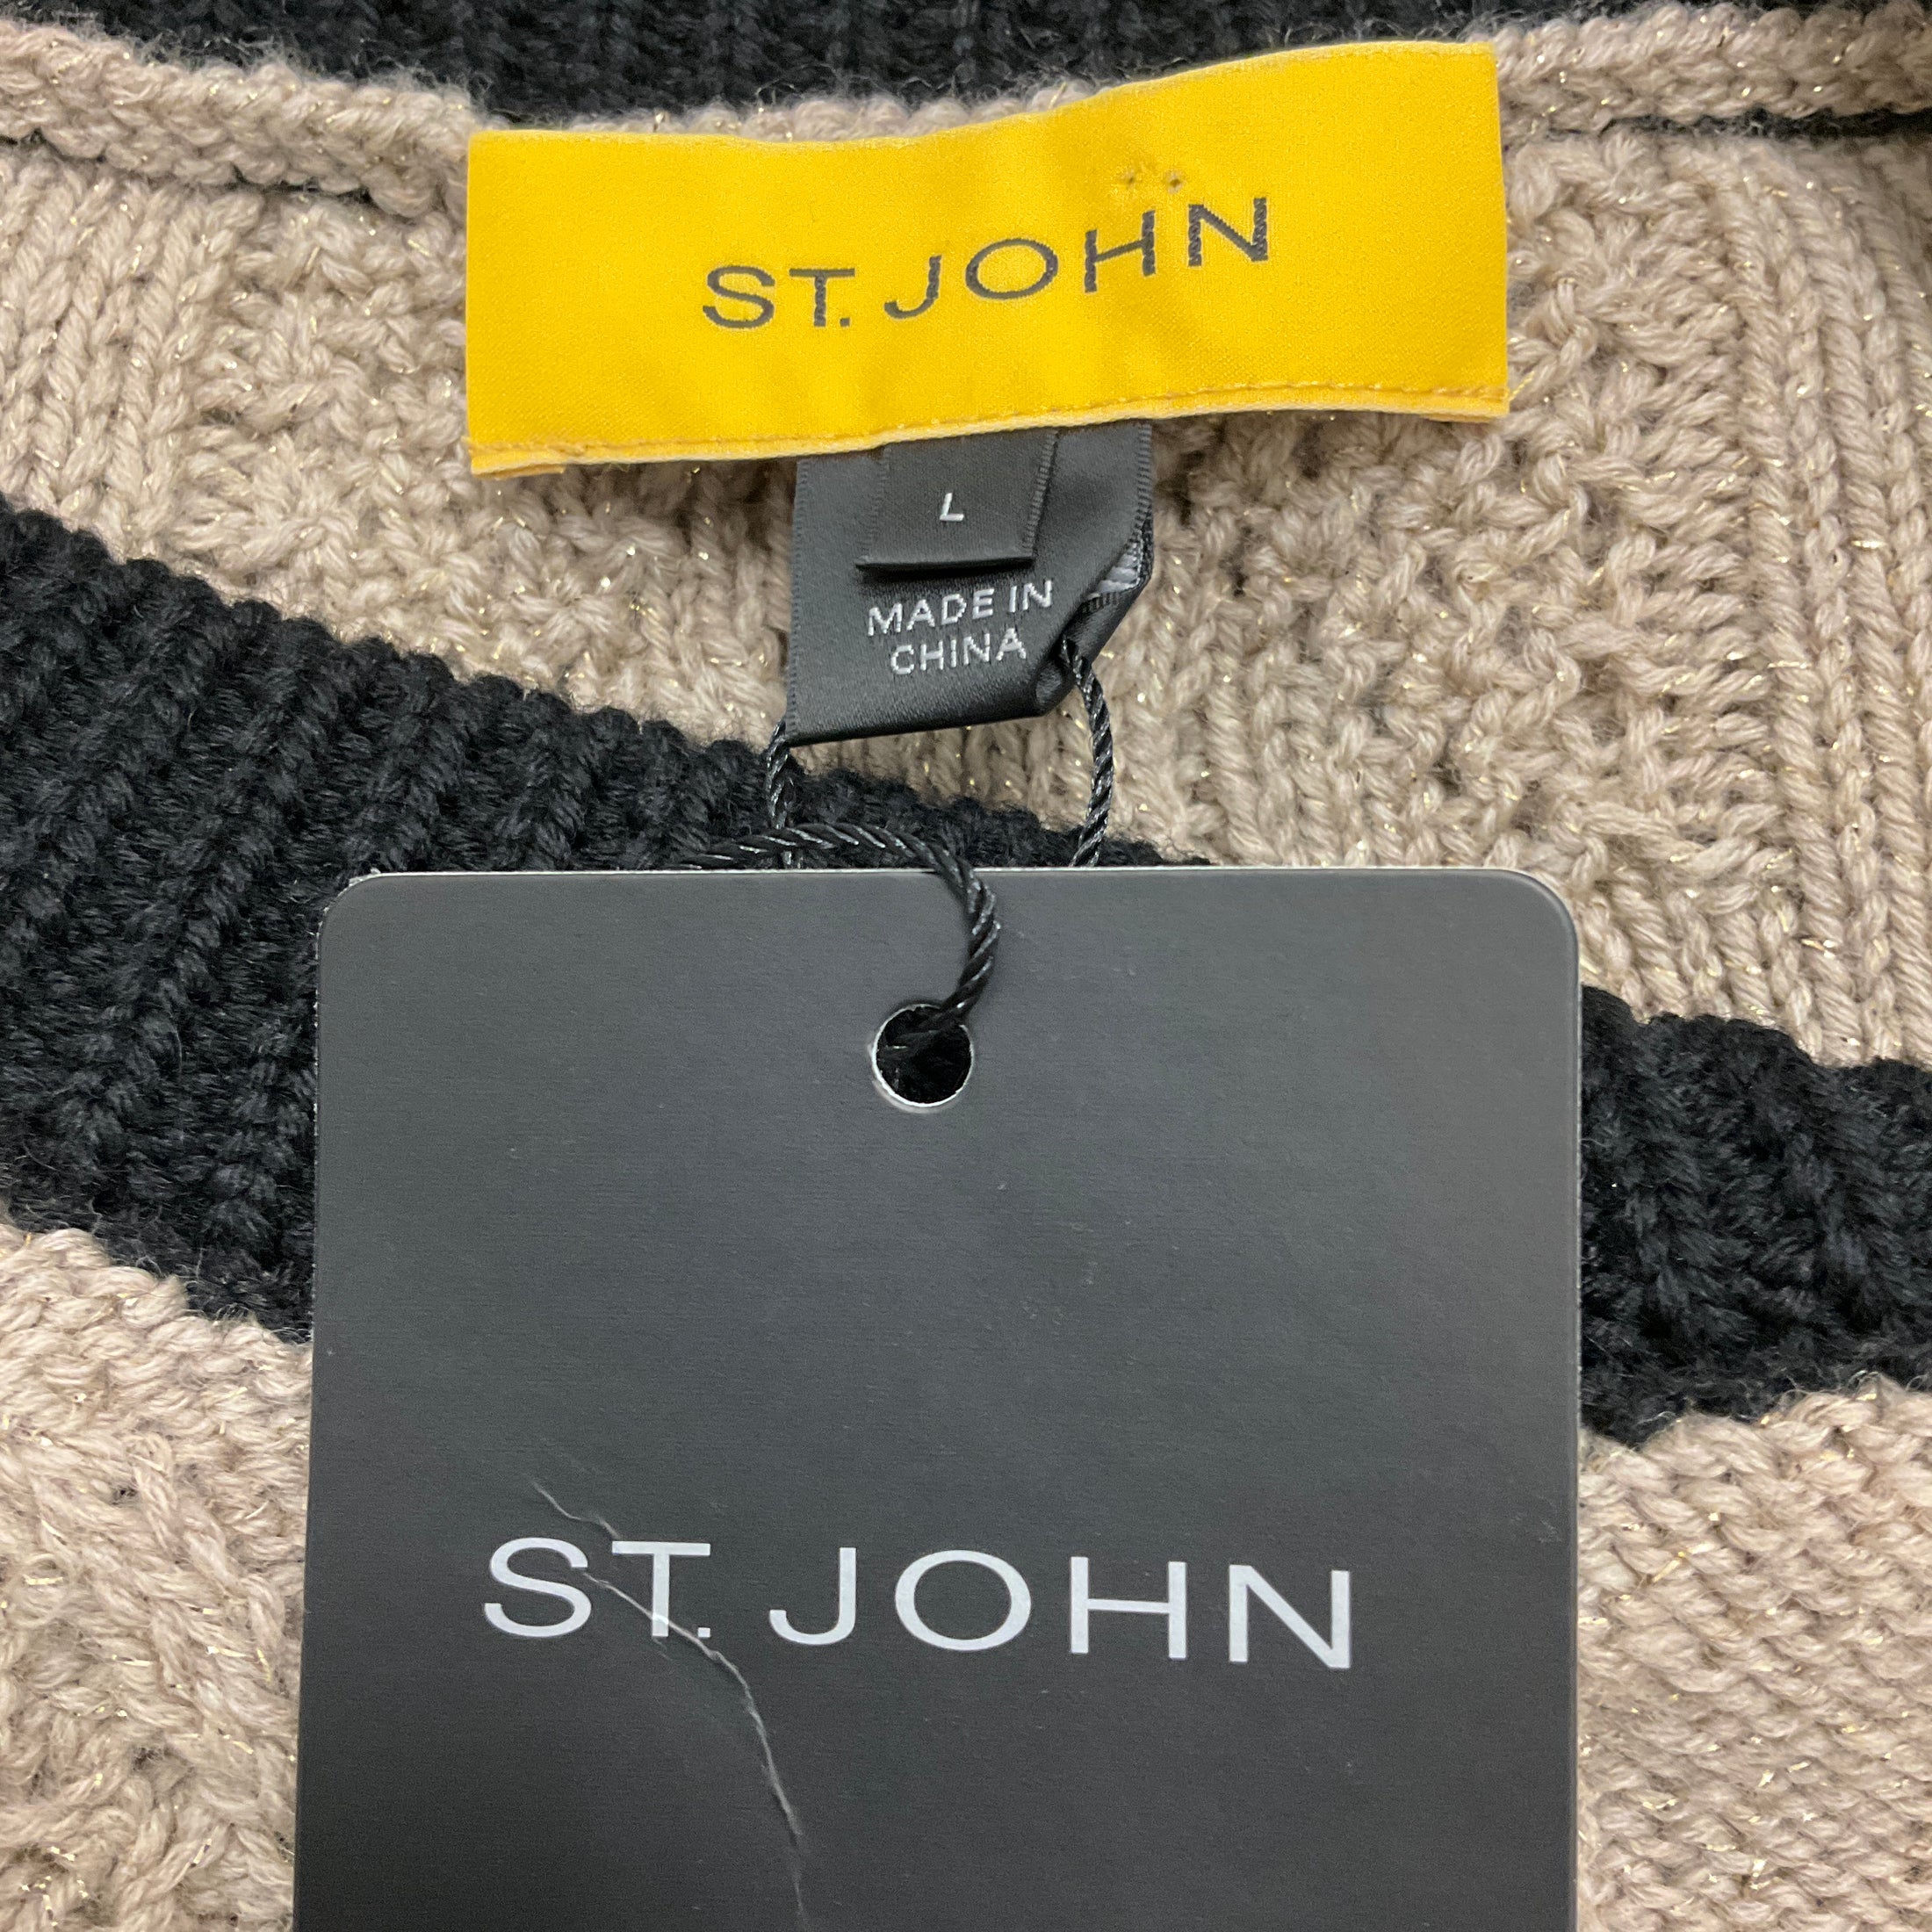 ST. JOHN
L
MADE IN
CHINA
ST. JOHN